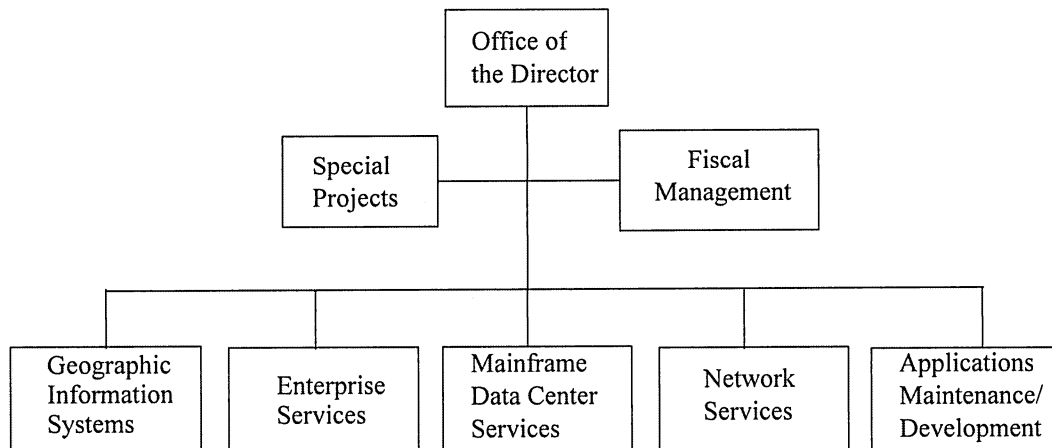 Office of
the Director
Special
Projects
Fiscal
Management
Geographic
Information
Systems
Enterprise
Services
Mainframe
Data Center
Services
Network
Services
Applications
Maintenance/
Development